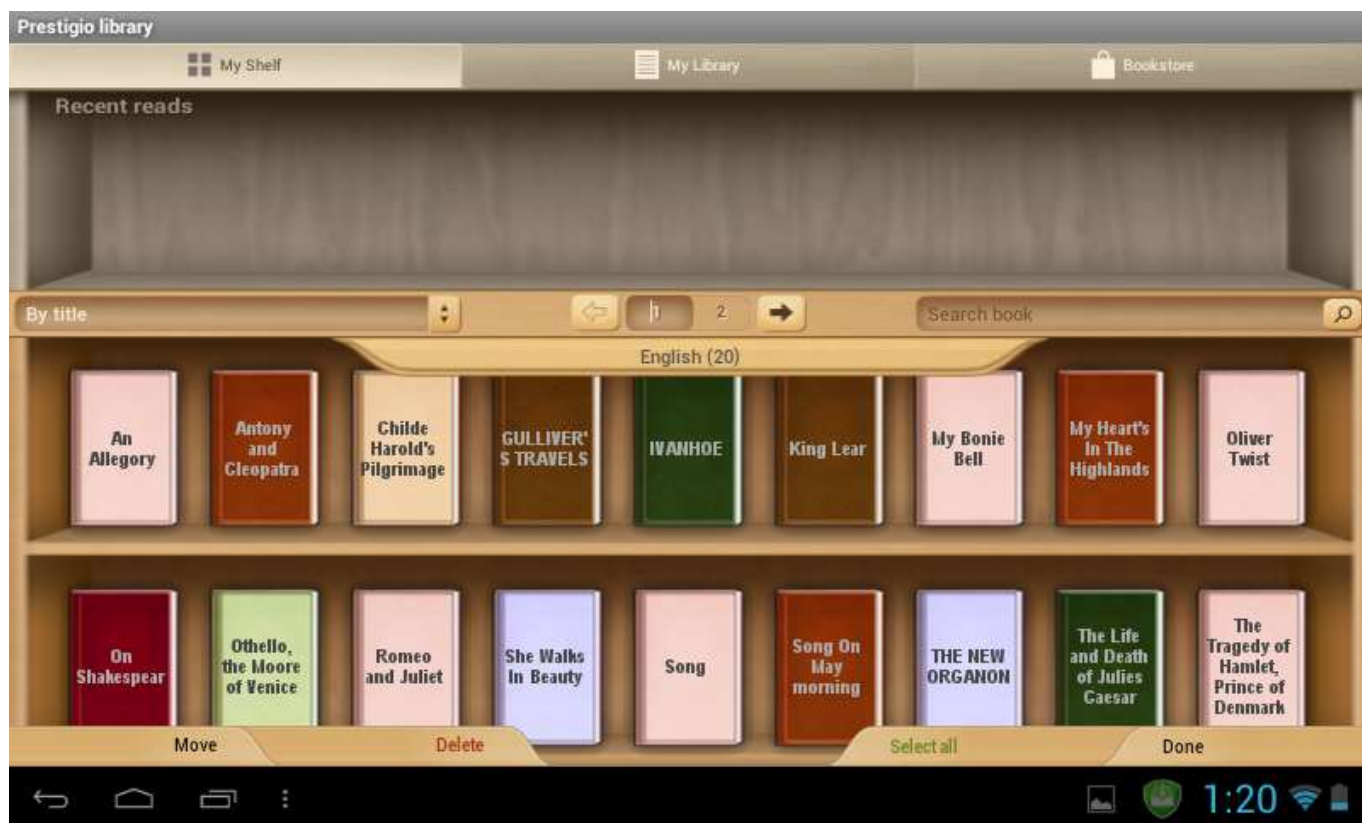 Prestigio library
My Shelf
My Library
Bookstore
Recent reads
By title
1
2
Search book
English (20)
An
Allegory
Antony
and
Cleopatra
Childe
Harold's
Pilgrimage
GULLIVER'
S TRAVELS
IVANHOE
King Lear
My Bonie
Bell
My Heart's
In The
Highlands
Oliver
Twist
On
Shakespear
Othello,
the Moore
of Venice
Romeo
and Juliet
She Walks
In Beauty
Song
Song On
May
morning
THE NEW
ORGANON
The Life
and Death
of Julies
Caesar
The
Tragedy of
Hamlet,
Prince of
Denmark
Move
Delete
Select all
Done
1:20